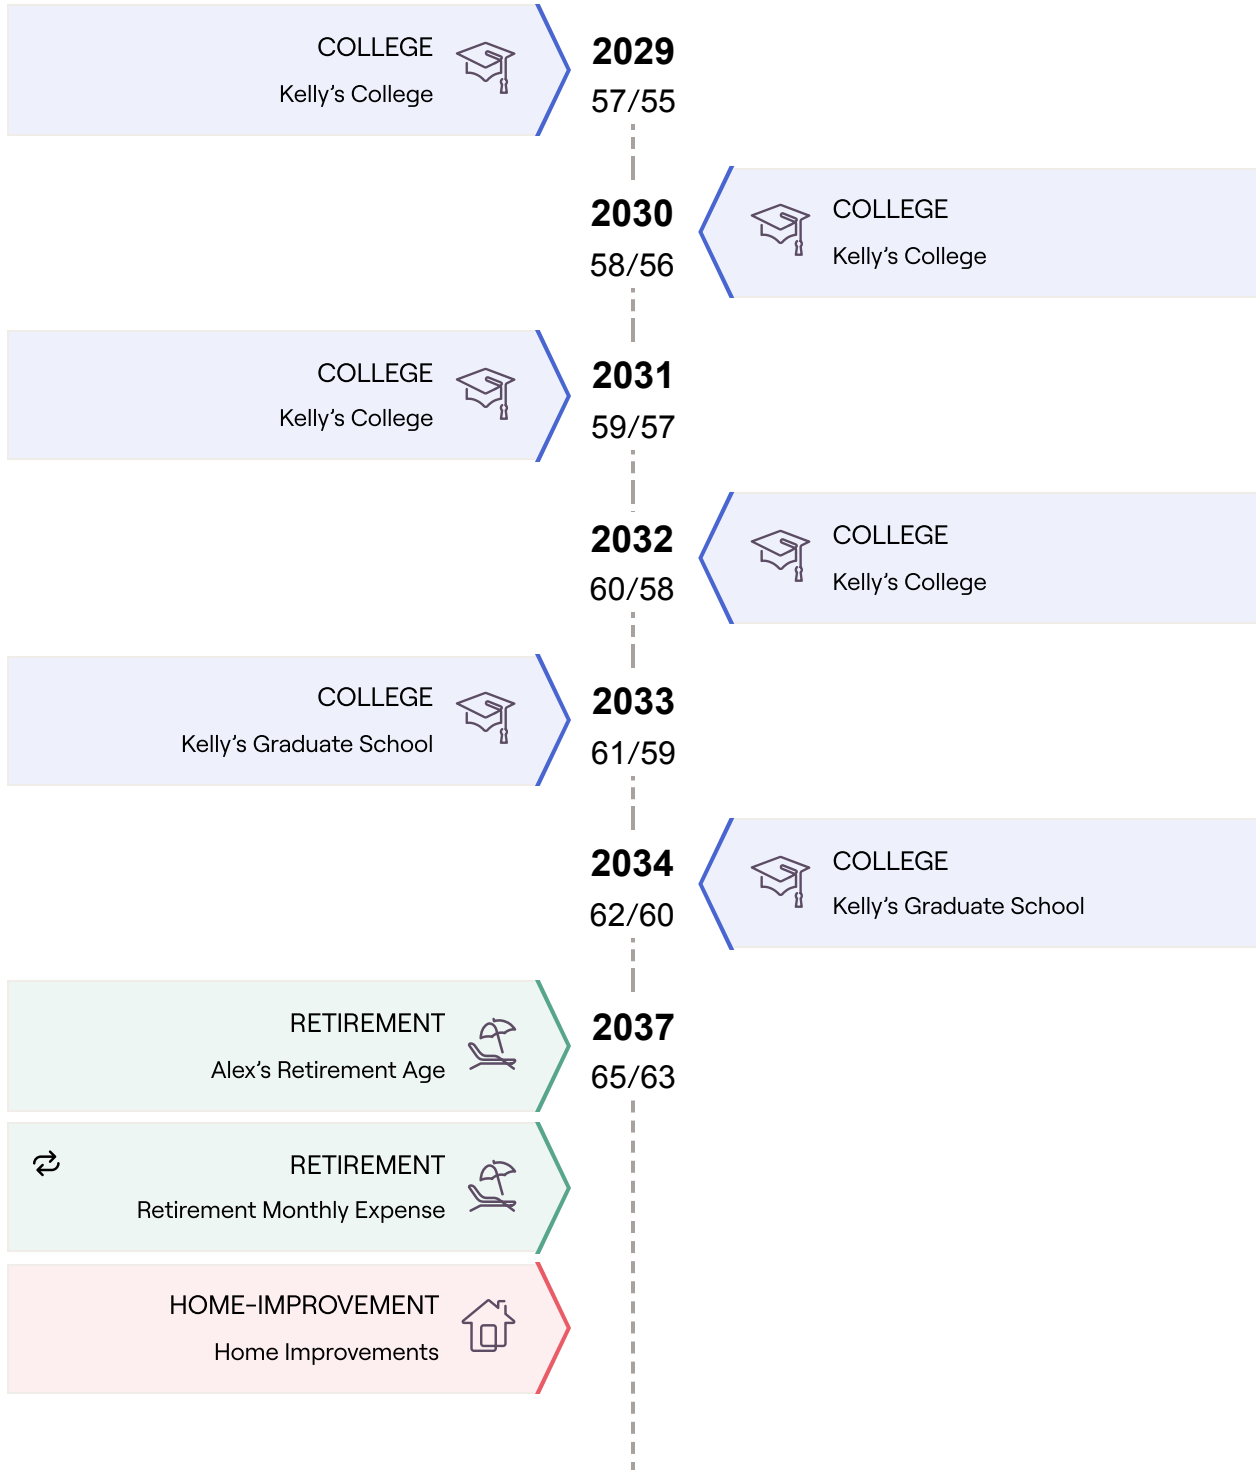 COLLEGE
Kelly's College
2029
57/55
2030
58/56
COLLEGE
Kelly's College
COLLEGE
Kelly's College
2031
59/57
2032
60/58
COLLEGE
Kelly's College
COLLEGE
Kelly's Graduate School
2033
61/59
2034
62/60
COLLEGE
Kelly's Graduate School
RETIREMENT
Alex's Retirement Age
2037
65/63
RETIREMENT
Retirement Monthly Expense
HOME-IMPROVEMENT
Home Improvements